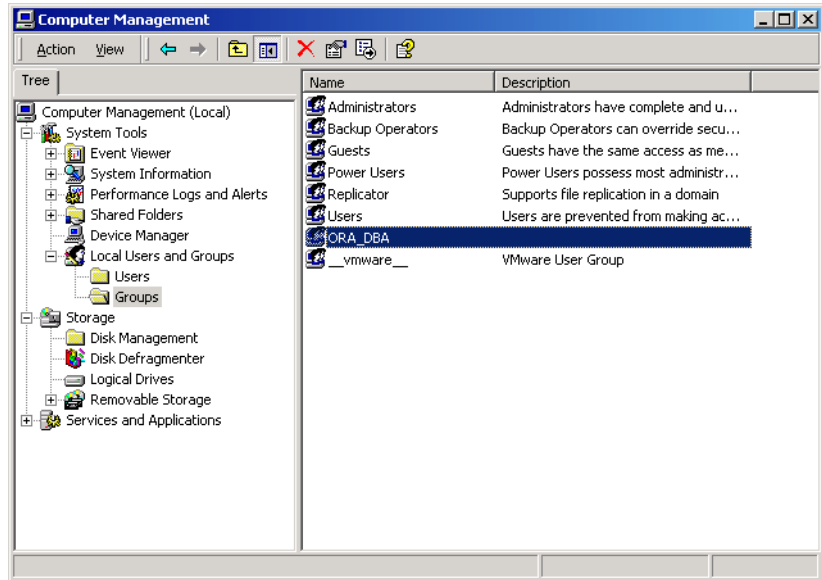 Computer Management
Action View
Tree
Computer Management (Local)
System Tools
Event Viewer
System Information
Performance Logs and Alerts
Shared Folders
Device Manager
Local Users and Groups
Users
Groups
Storage
Disk Management
Disk Defragmenter
Logical Drives
Removable Storage
Services and Applications
Name Description
Administrators Administrators have complete and u...
Backup Operators Backup Operators can override secu...
Guests Guests have the same access as me...
Power Users Power Users possess most administr...
Replicator Supports file replication in a domain
Users Users are prevented from making ac...
ORA_DBA
__vmware__ VMware User Group